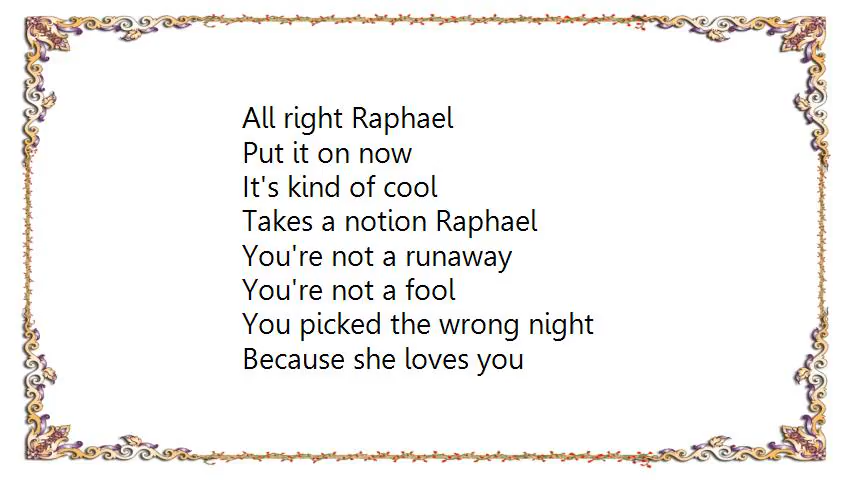 All right Raphael
Put it on now
It's kind of cool
Takes a notion Raphael
You're not a runaway
You're not a fool
You picked the wrong night
Because she loves you